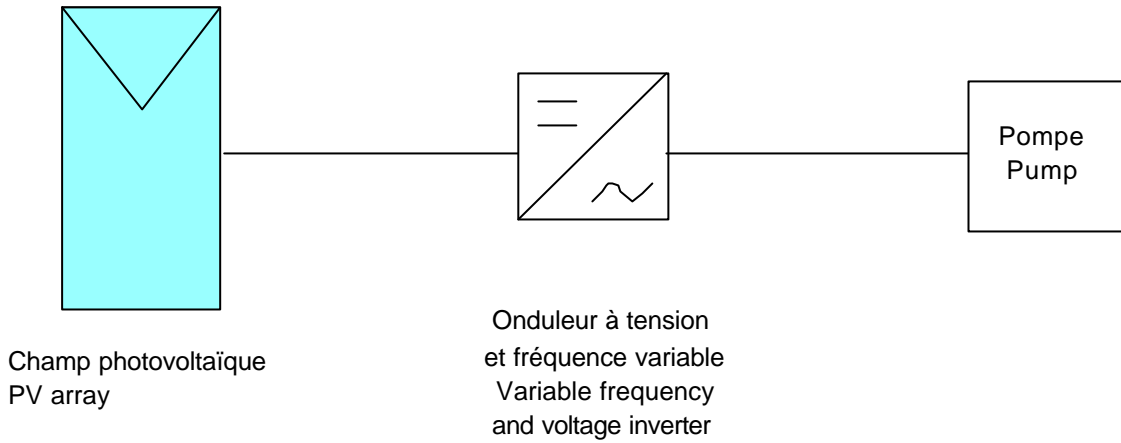 Champ photovoltaïque
PV array
Onduleur à tension
et fréquence variable
Variable frequency
and voltage inverter
Pompe
Pump